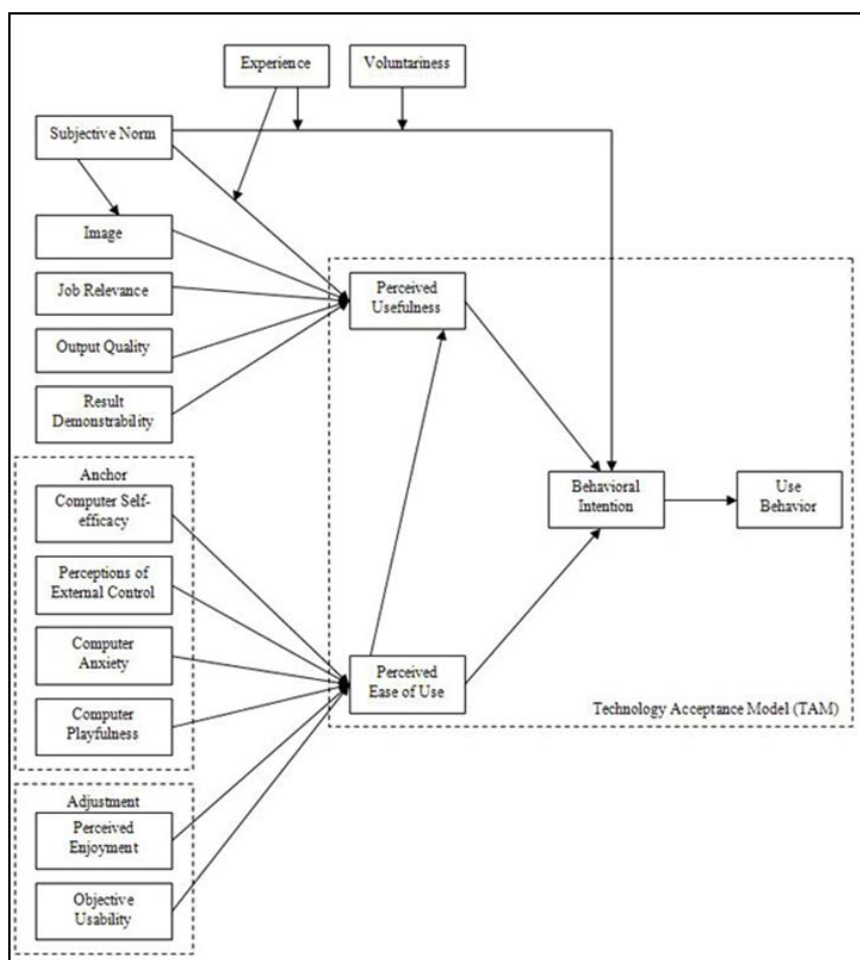 Experience
Voluntariness
Subjective Norm
Image
Job Relevance
Output Quality
Result
Demonstrability
Perceived
Usefulness
Anchor
Computer Self-
efficacy
Perceptions of
External Control
Computer
Anxiety
Computer
Playfulness
Behavioral
Intention
Use
Behavior
Perceived
Ease of Use
Technology Acceptance Model (TAM)
Adjustment
Perceived
Enjoyment
Objective
Usability